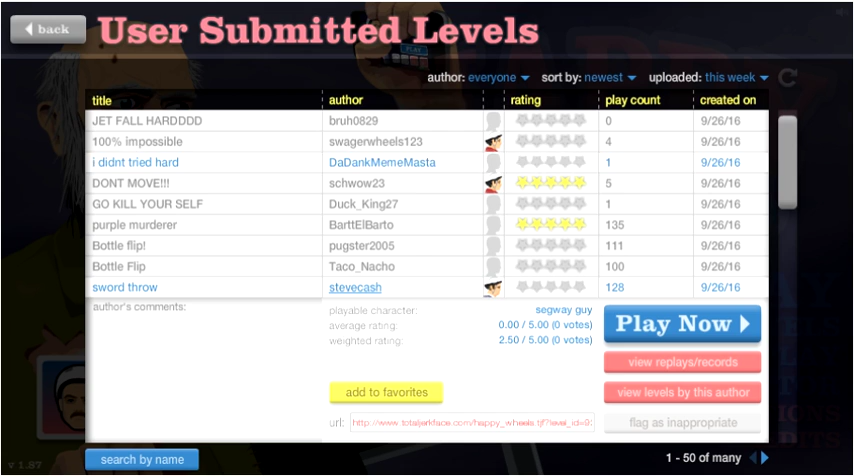 back
User Submitted Levels
author: everyone sort by: newest uploaded: this week
title author rating play count created on
JET FALL HARDDDD bruh0829 0 9/26/16
100% impossible swagerwheels123 4 9/26/16
i didnt tried hard DaDankMemeMasta 1 9/26/16
DONT MOVE!!! schwow23 5 9/26/16
GO KILL YOUR SELF Duck_King27 1 9/26/16
purple murderer BarttElBarto 135 9/26/16
Bottle flip! pugster2005 111 9/26/16
Bottle Flip Taco_Nacho 100 9/26/16
sword throw stevecash 128 9/26/16
author's comments:
playable character: segway guy
average rating: 0.00 / 5.00 (0 votes)
weighted rating: 2.50 / 5.00 (0 votes)
Play Now
view replays/records
add to favorites
view levels by this author
url:
flag as inappropriate
search by name
1 - 50 of many
v 1.87